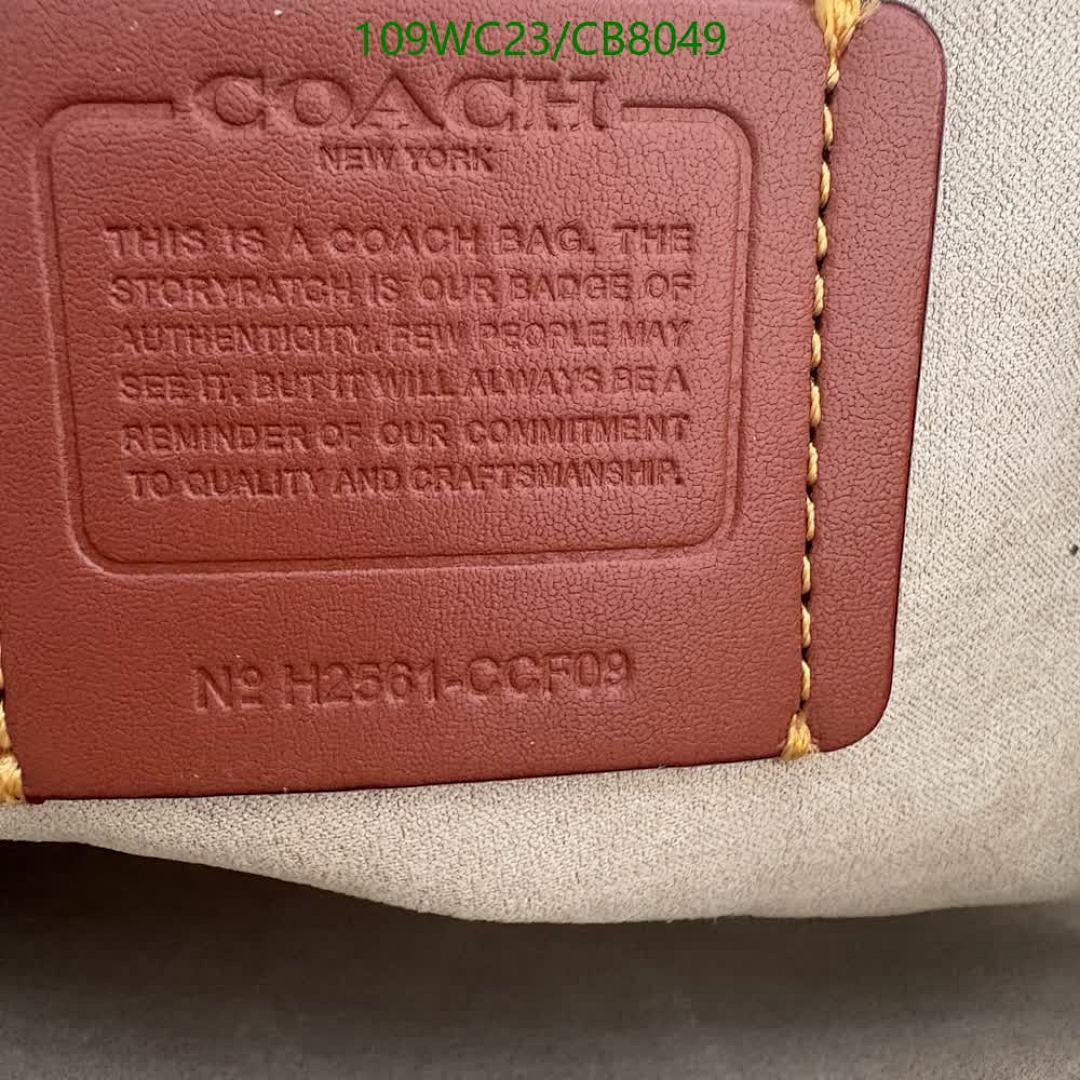 109WC23/CB8049
COACH
NEW YORK
THIS IS A COACH BAG. THE
STORYPATCH IS OUR BADGE OF
AUTHENTICITY. FEW PEOPLE MAY
SEE IT, BUT IT WILL ALWAYS BE A
REMINDER OF OUR COMMITMENT
TO QUALITY AND CRAFTSMANSHIP.
Nº H2561-CCF09